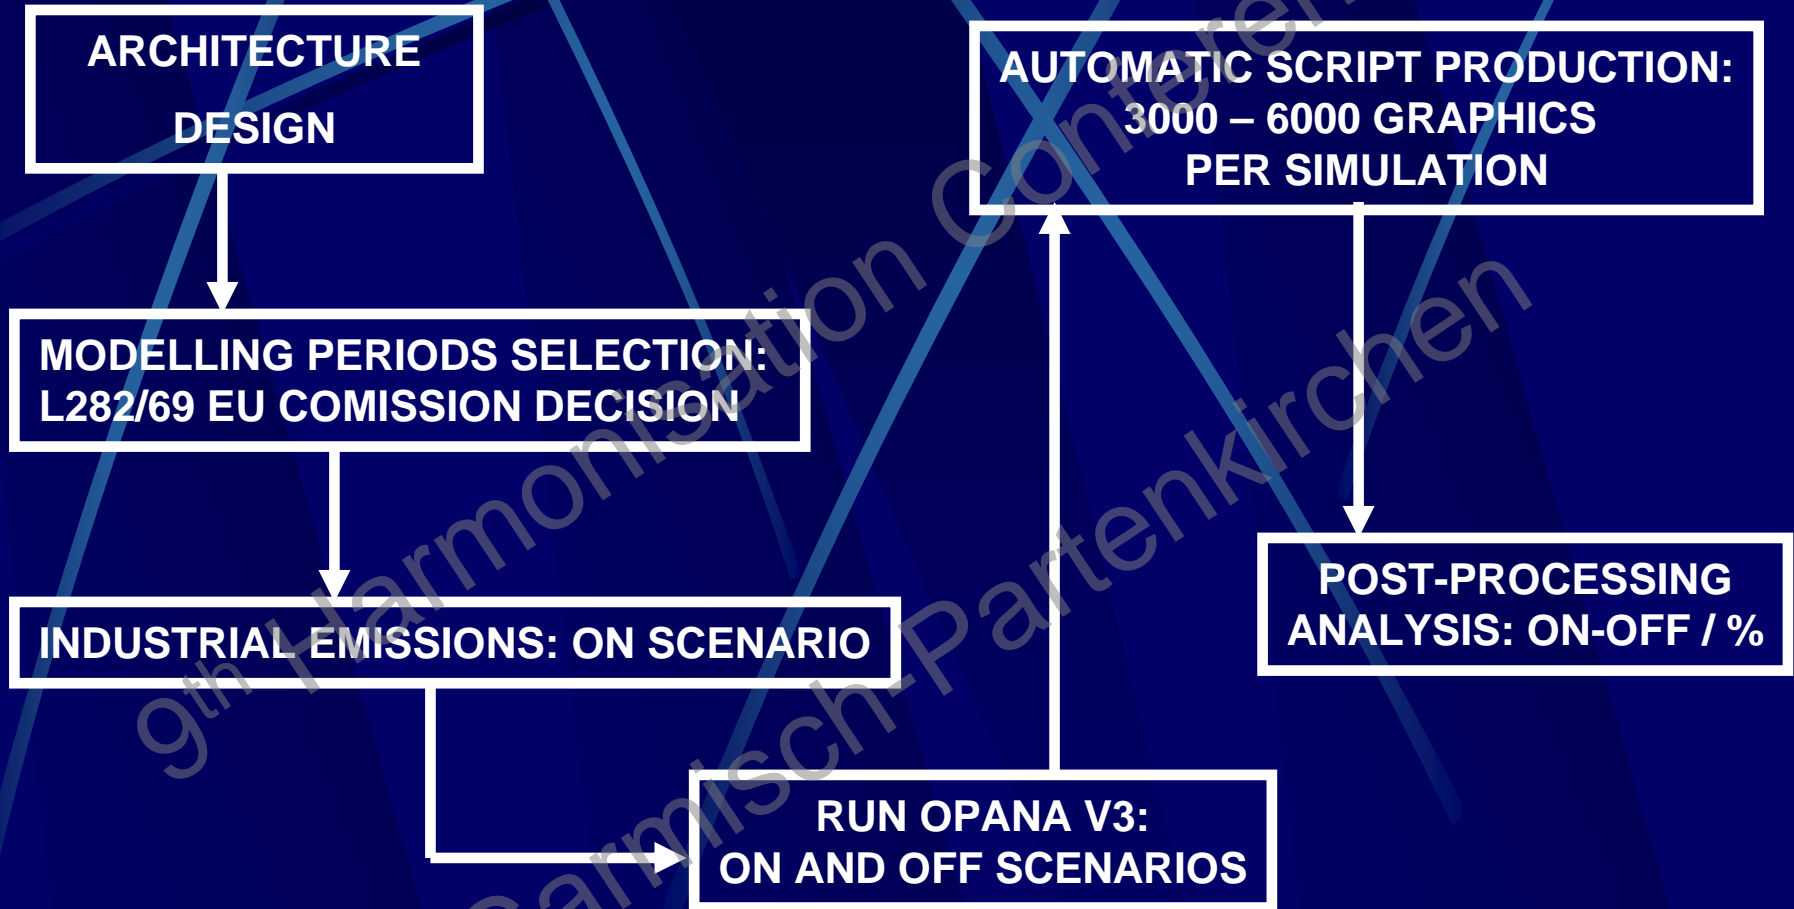 ARCHITECTURE
DESIGN
MODELLING PERIODS SELECTION:
L282/69 EU COMISSION DECISION
INDUSTRIAL EMISSIONS: ON SCENARIO
RUN OPANA V3:
ON AND OFF SCENARIOS
AUTOMATIC SCRIPT PRODUCTION:
3000 – 6000 GRAPHICS
PER SIMULATION
POST-PROCESSING
ANALYSIS: ON-OFF / %
9th Harmonisation
Garmisch-Partenkirchen